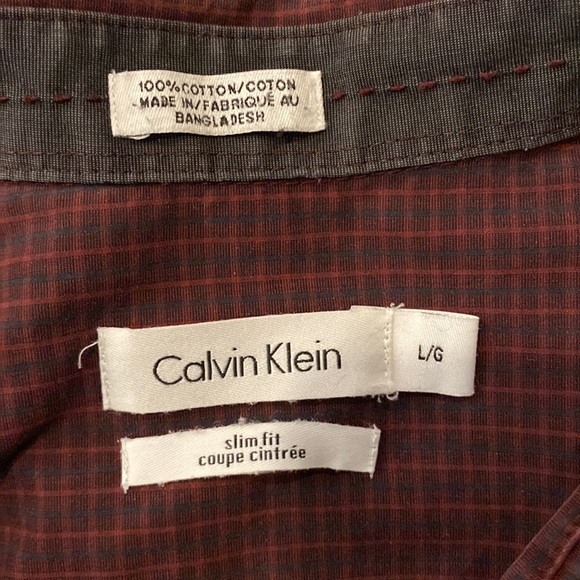 100% COTTON/COTON
MADE IN/FABRIQUÉ AU
BANGLADESH
Calvin Klein
L/G
slim fit
coupe cintrée